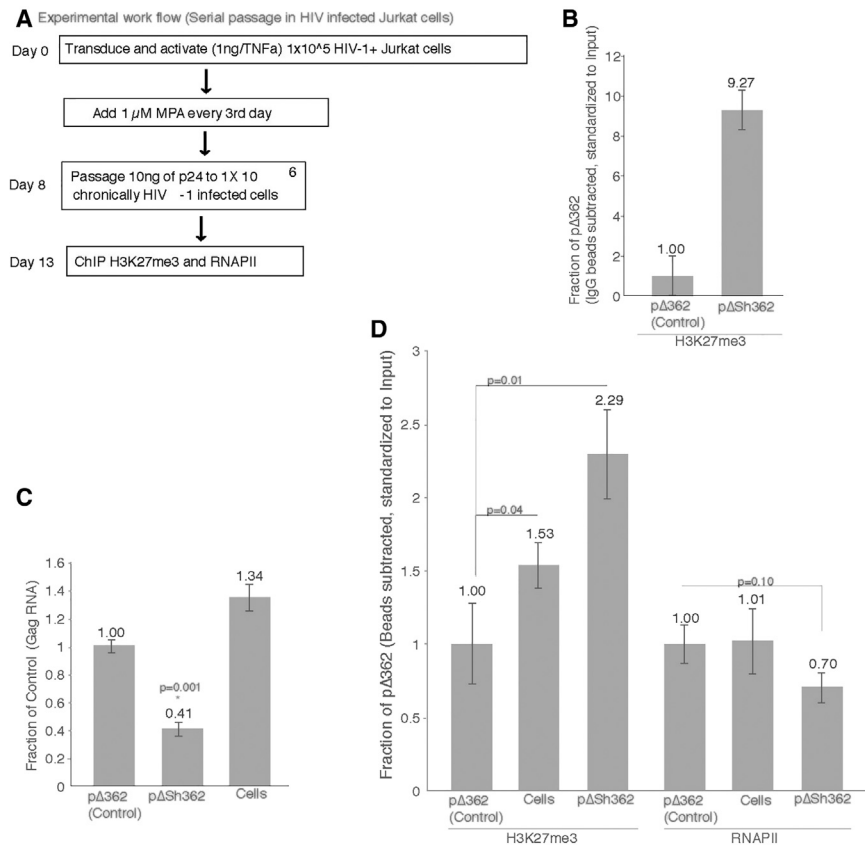 A Experimental work flow (Serial passage in HIV infected Jurkat cells)
Day 0
Transduce and activate (1ng/TNFa) 1x10^5 HIV-1+ Jurkat cells
Add 1 µM MPA every 3rd day
Day 8
Passage 10ng of p24 to 1X 10 6
chronically HIV -1 infected cells
Day 13
ChIP H3K27me3 and RNAPII
B
Fraction of pΔ362
(IgG beads subtracted, standardized to Input)
12
10
8
6
4
2
0
1.00
9.27
pΔ362
(Control)
pΔSh362
H3K27me3
C
Fraction of Control (Gag RNA)
1.6
1.4
1.2
1
0.8
0.6
0.4
0.2
0
1.00
p=0.001
*
0.41
1.34
pΔ362
(Control)
pΔSh362
Cells
D
Fraction of pΔ362 (Beads subtracted, standardized to Input)
3
2.5
2
1.5
1
0.5
0
p=0.01
p=0.04
1.00
1.53
2.29
p=0.10
1.00
1.01
0.70
pΔ362
(Control)
Cells
pΔSh362
pΔ362
(Control)
Cells
pΔSh362
H3K27me3
RNAPII